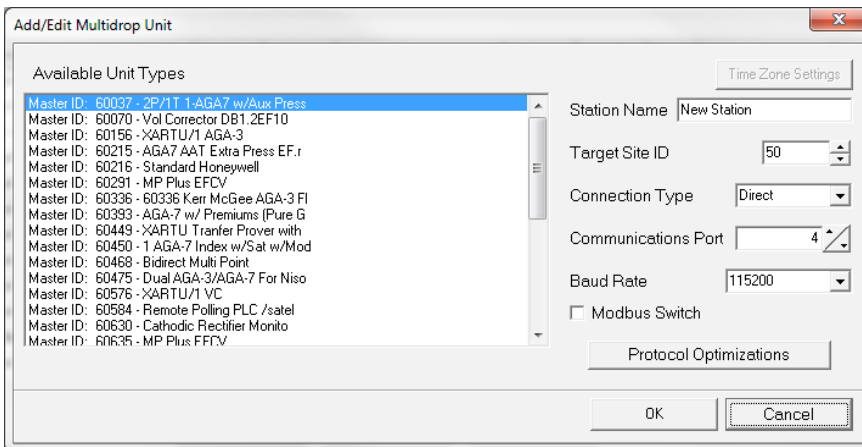 Add/Edit Multidrop Unit
Available Unit Types
Time Zone Settings
Master ID: 60037 - 2P/1T 1-AGA7 w/Aux Press
Master ID: 60070 - Vol Corrector DB1.2EF10
Master ID: 60156 - XARTU/1 AGA-3
Master ID: 60215 - AGA7 AAT Extra Press EF.r
Master ID: 60216 - Standard Honeywell
Master ID: 60291 - MP Plus EFCV
Master ID: 60336 - 60336 Kerr McGee AGA-3 Fl
Master ID: 60393 - AGA-7 w/ Premiums (Pure G
Master ID: 60449 - XARTU Tranfer Prover with
Master ID: 60450 - 1 AGA-7 Index w/Sat w/Mod
Master ID: 60468 - Bidirect Multi Point
Master ID: 60475 - Dual AGA-3/AGA-7 For Niso
Master ID: 60576 - XARTU/1 VC
Master ID: 60584 - Remote Polling PLC /satel
Master ID: 60630 - Cathodic Rectifier Monito
Master ID: 60635 - MP Plus EFCV
Station Name New Station
Target Site ID 50
Connection Type Direct
Communications Port 4
Baud Rate 115200
Modbus Switch
Protocol Optimizations
OK Cancel